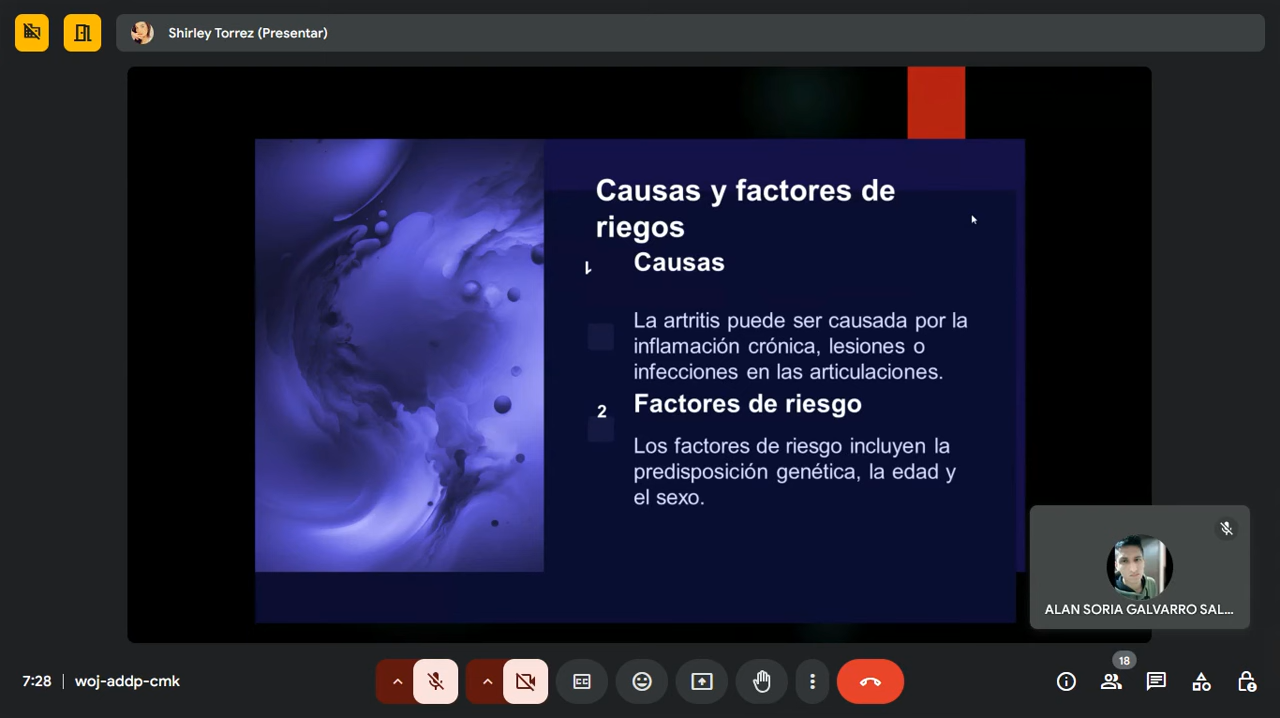 Shirley Torrez (Presentar)
Causas y factores de
riegos
1
Causas
La artritis puede ser causada por la
inflamación crónica, lesiones o
infecciones en las articulaciones.
2
Factores de riesgo
Los factores de riesgo incluyen la
predisposición genética, la edad y
el sexo.
ALAN SORIA GALVARRO SAL...
18
7:28
woj-addp-cmk